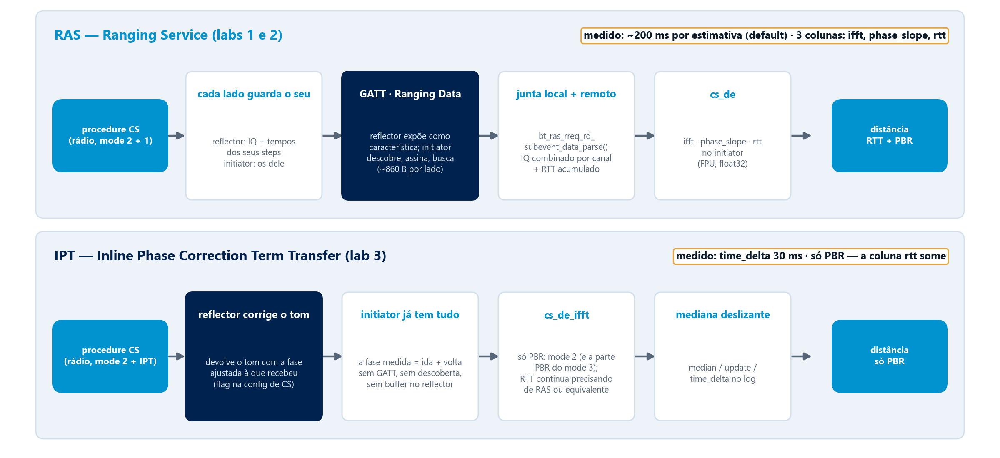 RAS — Ranging Service (labs 1 e 2)
medido: ~200 ms por estimativa (default) · 3 colunas: ifft, phase_slope, rtt
procedure CS
(rádio, mode 2 + 1)
cada lado guarda o seu
reflector: IQ + tempos
dos seus steps
initiator: os dele
GATT · Ranging Data
reflector expõe como
característica; initiator
descobre, assina, busca
(~860 B por lado)
junta local + remoto
bt_ras_rreq_rd_
subevent_data_parse()
IQ combinado por canal
+ RTT acumulado
cs_de
ifft · phase_slope · rtt
no initiator
(FPU, float32)
distância
RTT + PBR
IPT — Inline Phase Correction Term Transfer (lab 3)
medido: time_delta 30 ms · só PBR — a coluna rtt some
procedure CS
(rádio, mode 2 + IPT)
reflector corrige o tom
devolve o tom com a fase
ajustada à que recebeu
(flag na config de CS)
initiator já tem tudo
a fase medida = ida + volta
sem GATT, sem descoberta,
sem buffer no reflector
cs_de_ifft
só PBR: mode 2 (e a parte
PBR do mode 3);
RTT continua precisando
de RAS ou equivalente
mediana deslizante
median / update /
time_delta no log
distância
só PBR